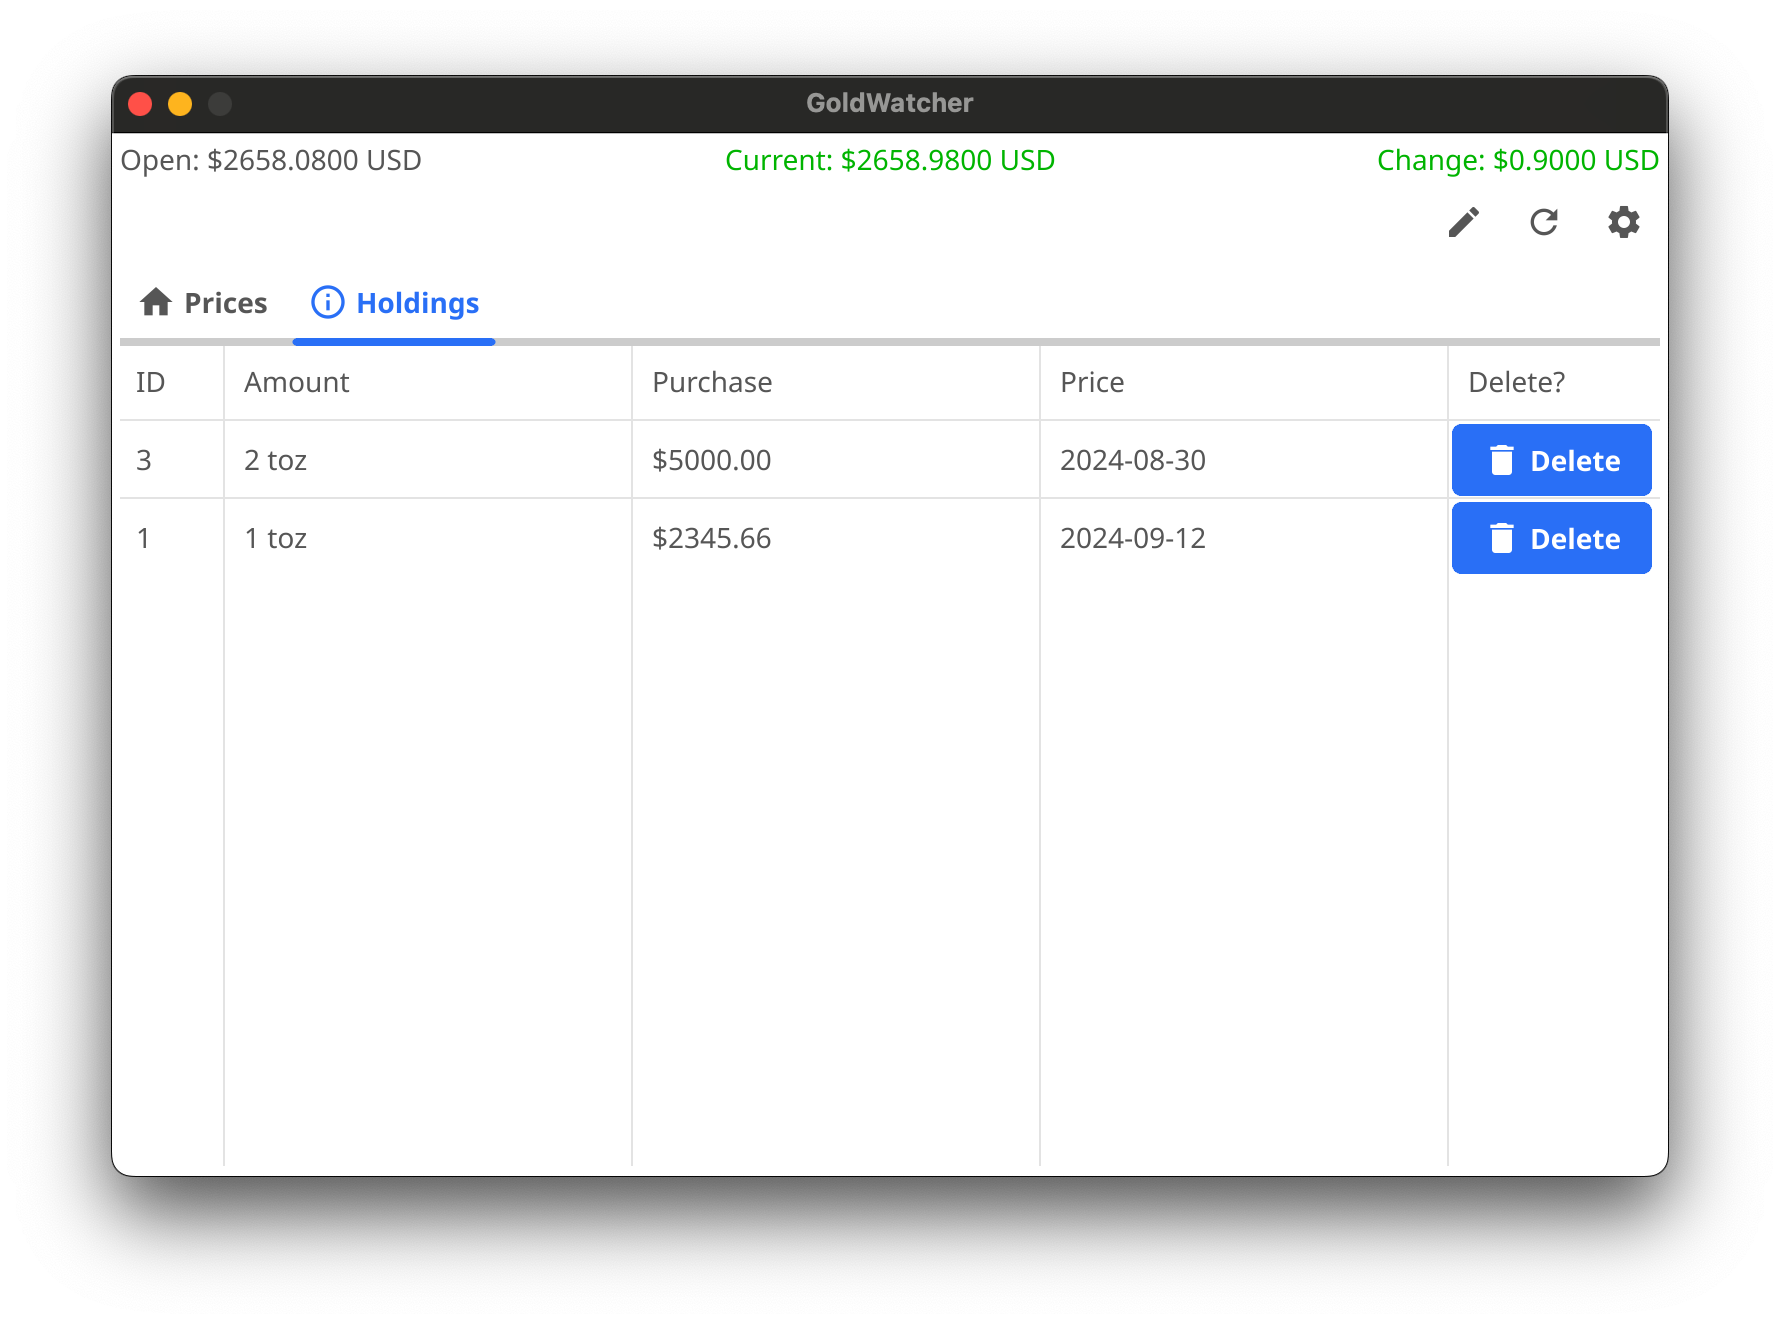 GoldWatcher
Open: $2658.0800 USD Current: $2658.9800 USD Change: $0.9000 USD
Prices Holdings
ID Amount Purchase Price Delete?
3 2 toz $5000.00 2024-08-30 Delete
1 1 toz $2345.66 2024-09-12 Delete